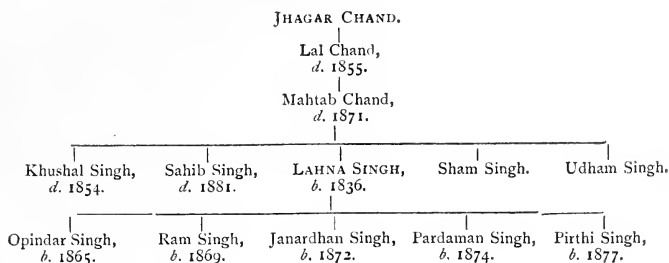 JHAGAR CHAND.
Lal Chand,
d. 1855.
Mahtab Chand,
d. 1871.
Khushal Singh, Sahib Singh, LAHNA SINGH, Sham Singh. Udham Singh.
d. 1854. d. 1881. b. 1836.
Opindar Singh, Ram Singh, Janardhan Singh, Pardaman Singh, Pirthi Singh,
b. 1865. b. 1869. b. 1872. b. 1874. b. 1877.